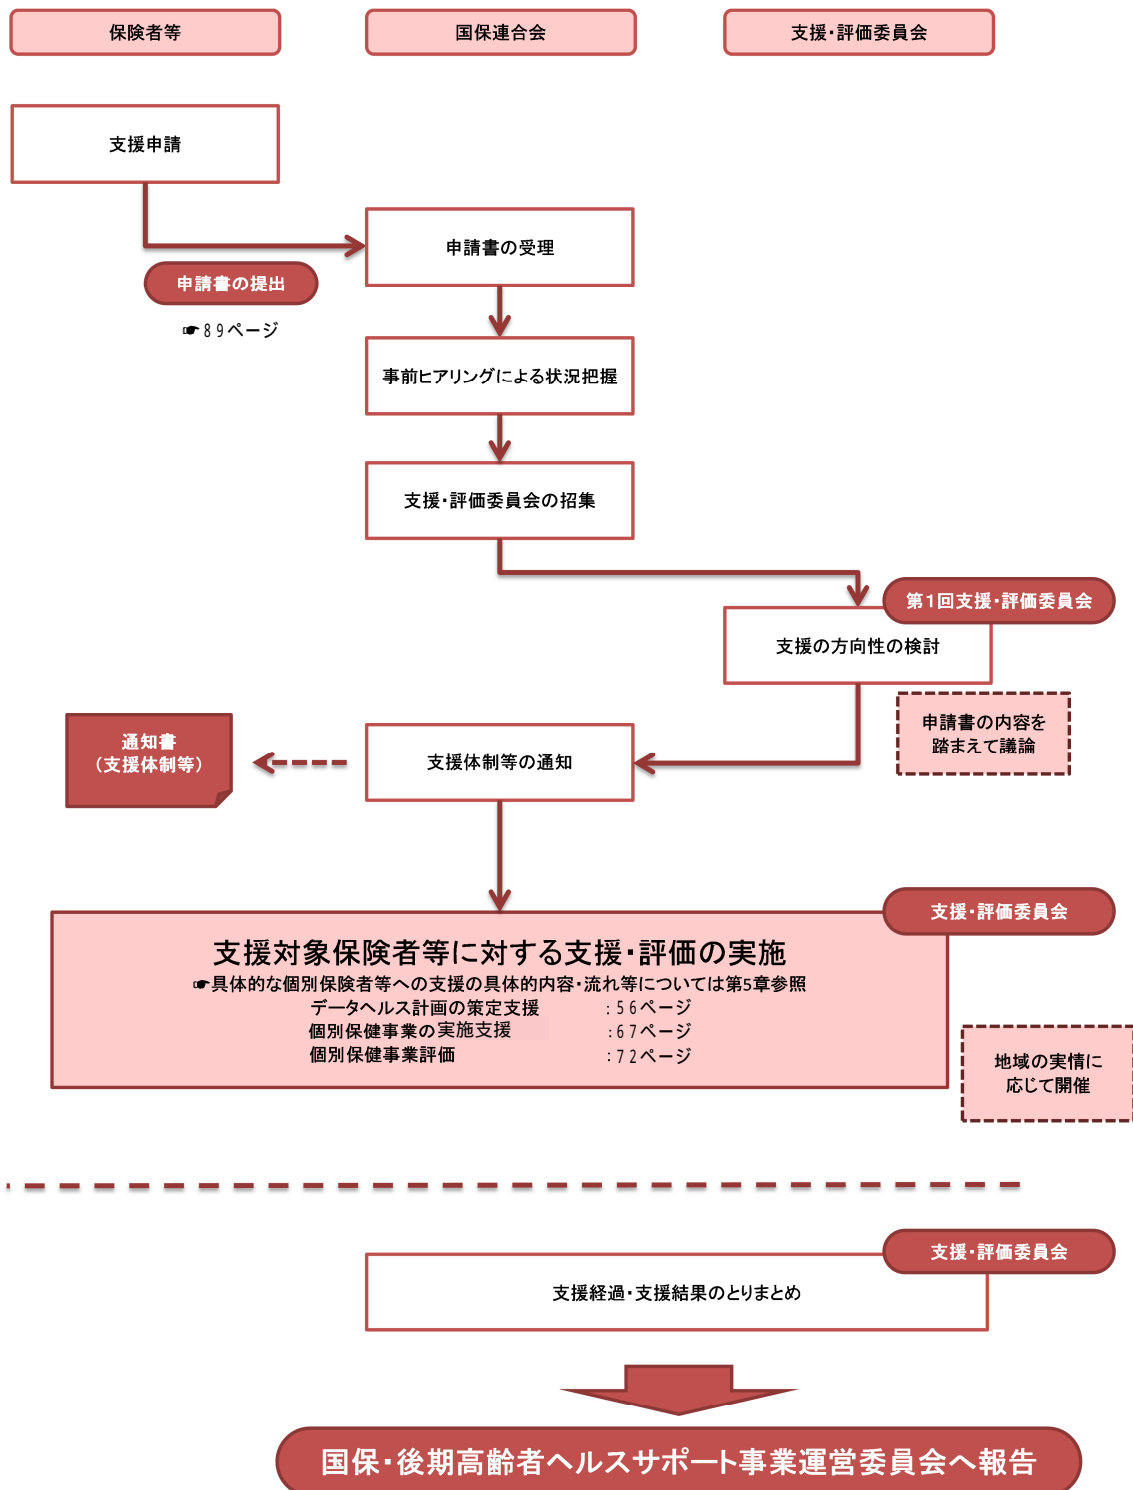 保険者等
国保連合会
支援・評価委員会
支援申請
申請書の受理
申請書の提出
☛89ページ
事前ヒアリングによる状況把握
支援・評価委員会の招集
第1回支援・評価委員会
支援の方向性の検討
申請書の内容を
踏まえて議論
通知書
（支援体制等）
支援体制等の通知
支援・評価委員会
支援対象保険者等に対する支援・評価の実施
☛具体的な個別保険者等への支援の具体的内容・流れ等については第5章参照
データヘルス計画の策定支援 :56ページ
個別保健事業の実施支援 :67ページ
個別保健事業評価 :72ページ
地域の実情に
応じて開催
支援・評価委員会
支援経過・支援結果のとりまとめ
国保・後期高齢者ヘルスサポート事業運営委員会へ報告